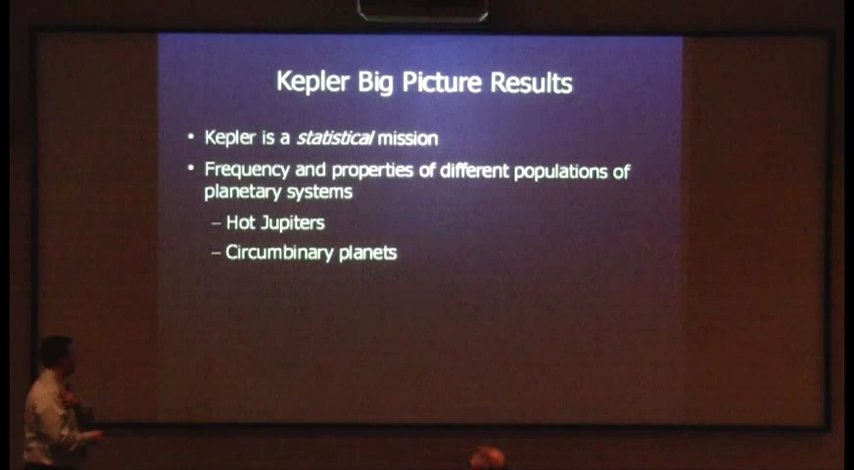 Kepler Big Picture Results
• Kepler is a statistical mission
• Frequency and properties of different populations of
planetary systems
– Hot Jupiters
– Circumbinary planets